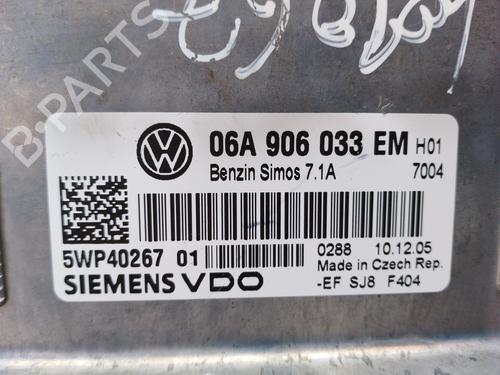 B-PARTS
06A 906 033 EM H01
Benzin Simos 7.1A 7004
5WP40267 01
0288 10.12.05
SIEMENS VDO
Made in Czech Rep.
-EF SJ8 F404